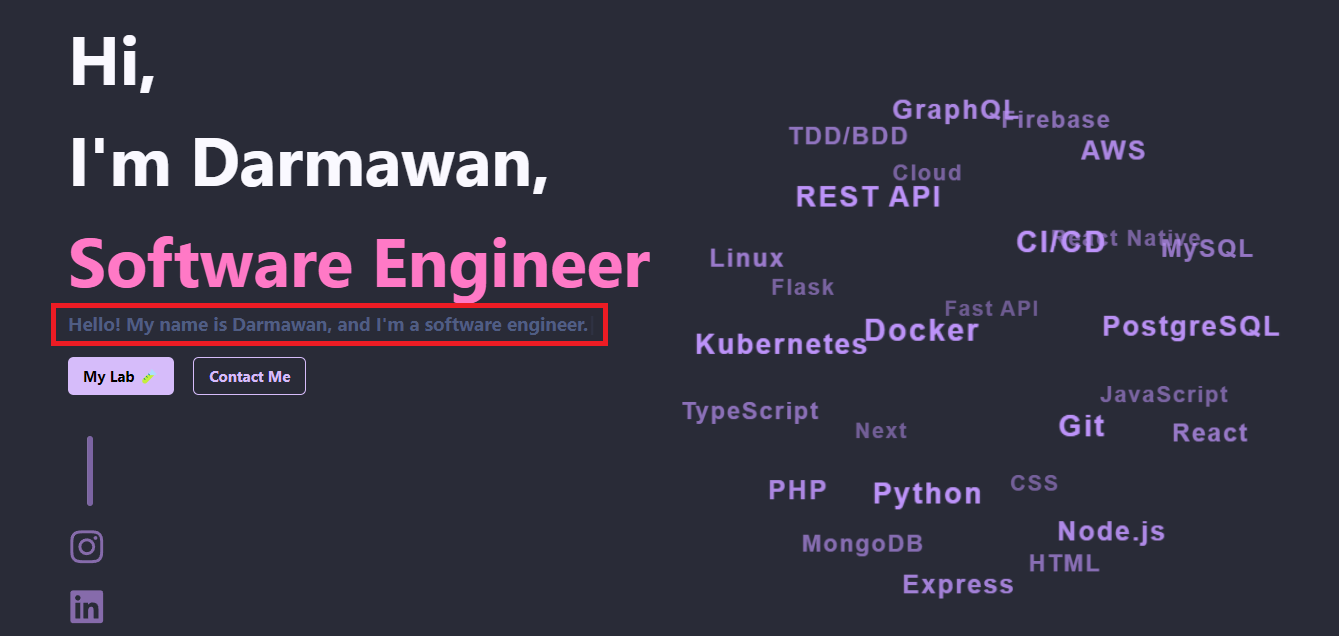 Hi,
I'm Darmawan,
Software Engineer
Hello! My name is Darmawan, and I'm a software engineer.
My Lab
Contact Me
GraphQL
Firebase
TDD/BDD
AWS
Cloud
REST API
CI/CD
React Native
MySQL
Linux
Flask
Fast API
PostgreSQL
Docker
Kubernetes
JavaScript
TypeScript
Git
Next
React
CSS
PHP
Python
Node.js
MongoDB
HTML
Express
in